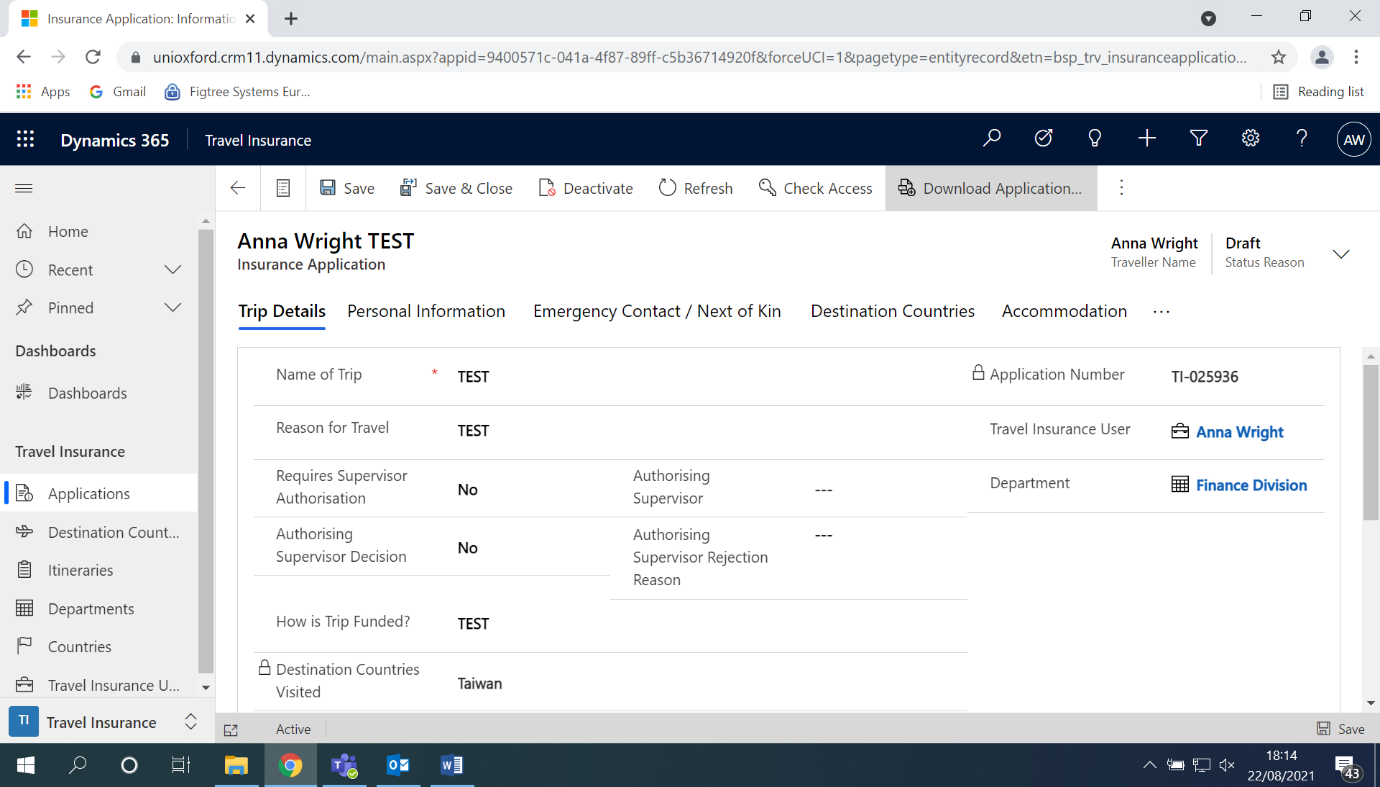 Insurance Application: Informatio
unioxford.crm11.dynamics.com/main.aspx?appid=9400571c-041a-4f87-89ff-c5b36714920f&forceUCI=1&pagetype=entityrecord&etn=bsp_trv_insuranceapplicatio...
Apps Gmail Figtree Systems Eur... Reading list
Dynamics 365 Travel Insurance AW
Save Save & Close Deactivate Refresh Check Access Download Application...
Home
Recent
Pinned
Dashboards
Dashboards
Travel Insurance
Applications
Destination Count...
Itineraries
Departments
Countries
Travel Insurance U...
TI Travel Insurance
Anna Wright TEST
Insurance Application
Anna Wright
Traveller Name
Draft
Status Reason
Trip Details Personal Information Emergency Contact / Next of Kin Destination Countries Accommodation ...
Name of Trip * TEST
Application Number TI-025936
Reason for Travel TEST
Travel Insurance User Anna Wright
Requires Supervisor
Authorisation
No
Authorising
Supervisor
---
Department Finance Division
Authorising
Supervisor Decision
No
Authorising
Supervisor Rejection
Reason
---
How is Trip Funded? TEST
Destination Countries
Visited
Taiwan
Active
Save
18:14
22/08/2021
43